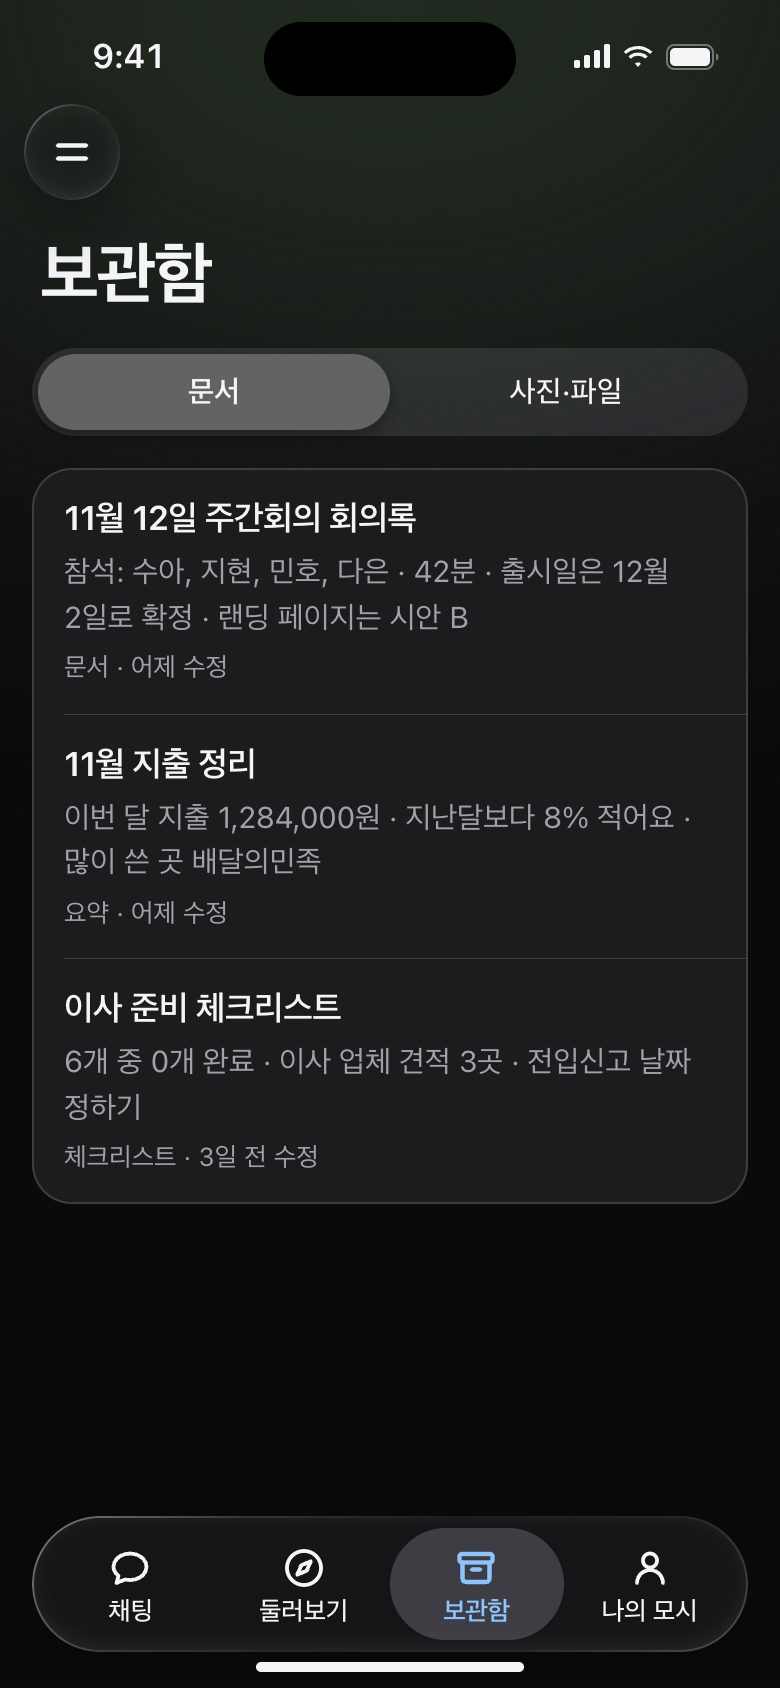 9:41
보관함
문서
사진·파일
11월 12일 주간회의 회의록
참석: 수아, 지현, 민호, 다은 · 42분 · 출시일은 12월
2일로 확정 · 랜딩 페이지는 시안 B
문서 · 어제 수정
11월 지출 정리
이번 달 지출 1,284,000원 · 지난달보다 8% 적어요 ·
많이 쓴 곳 배달의민족
요약 · 어제 수정
이사 준비 체크리스트
6개 중 0개 완료 · 이사 업체 견적 3곳 · 전입신고 날짜
정하기
체크리스트 · 3일 전 수정
채팅
둘러보기
보관함
나의 모시